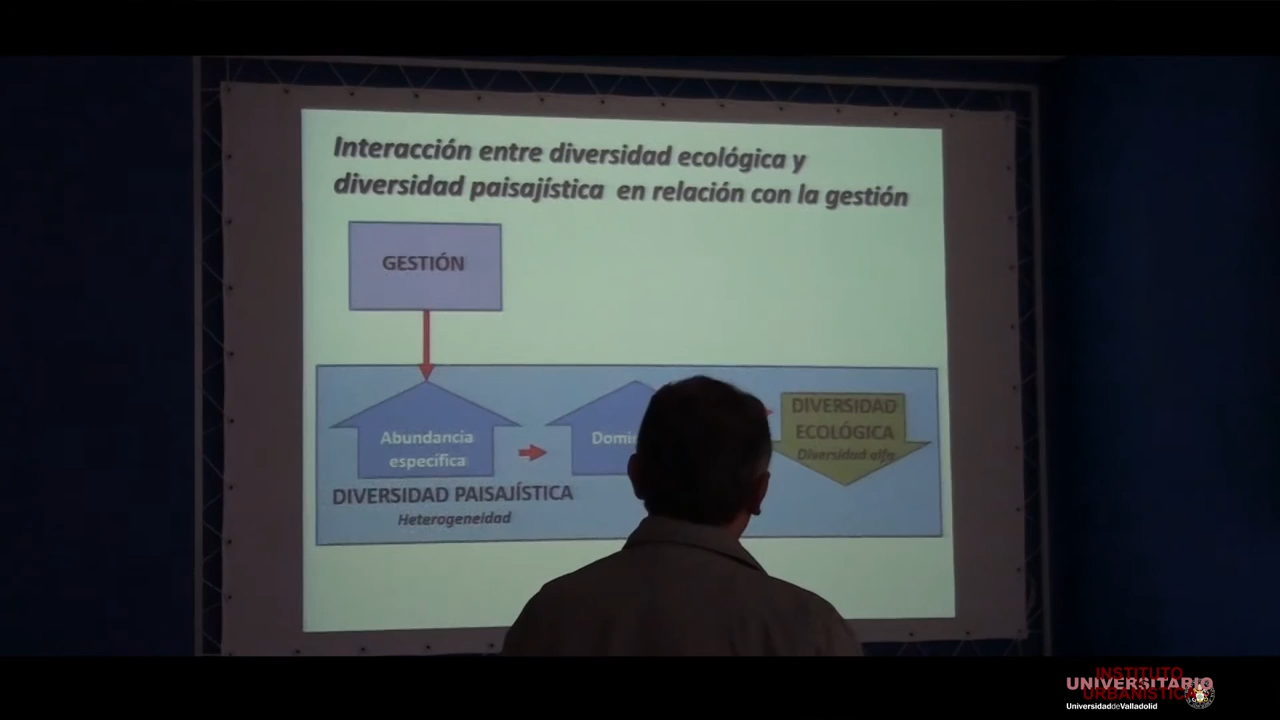 Interacción entre diversidad ecológica y
diversidad paisajística en relación con la gestión
GESTIÓN
Abundancia
específica
DIVERSIDAD
ECOLÓGICA
Diversidad alfa
DIVERSIDAD PAISAJÍSTICA
Heterogeneidad
INSTITUTO
UNIVERSITARIO
URBANÍSTICA
UniversidaddeValladolid